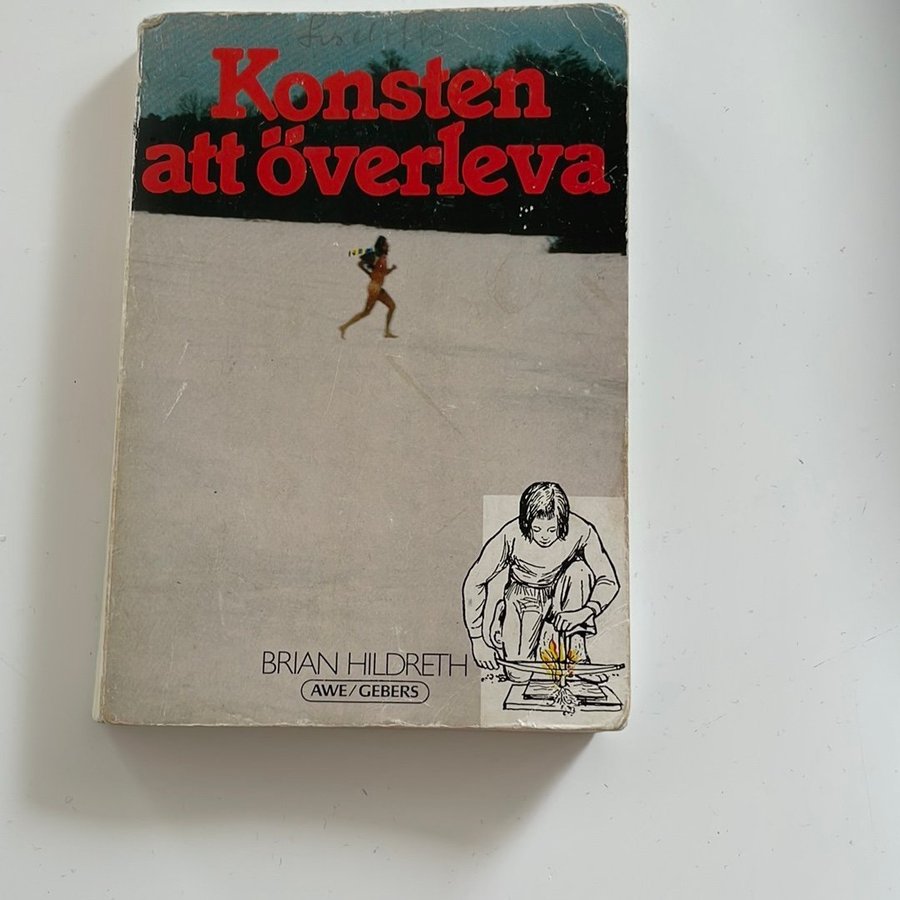 Konsten
att överleva
BRIAN HILDRETH
AWE/GEBERS